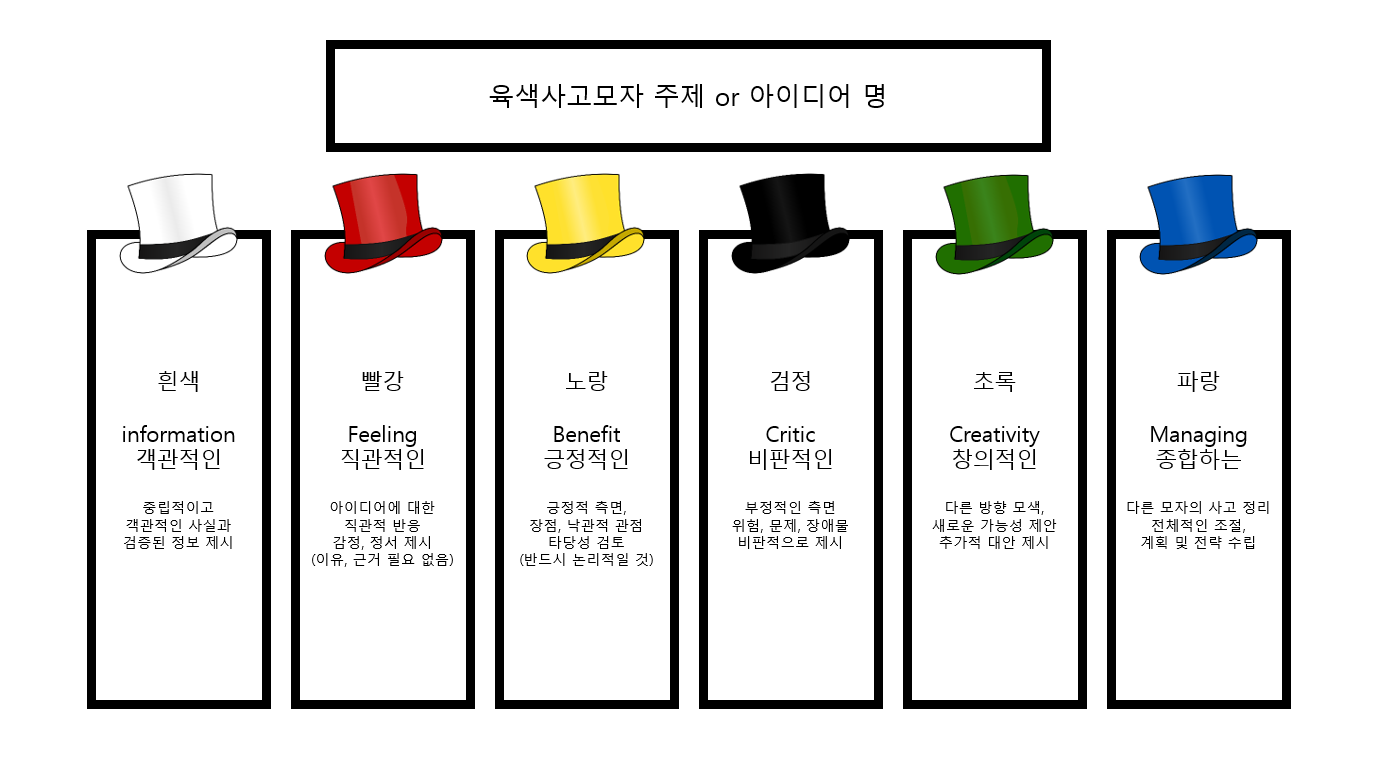 육색사고모자 주제 or 아이디어 명
흰색
information
객관적인
중립적이고
객관적인 사실과
검증된 정보 제시
빨강
Feeling
직관적인
아이디어에 대한
직관적 반응
감정, 정서 제시
(이유, 근거 필요 없음)
노랑
Benefit
긍정적인
긍정적 측면,
장점, 낙관적 관점
타당성 검토
(반드시 논리적일 것)
검정
Critic
비판적인
부정적인 측면
위험, 문제, 장애물
비판적으로 제시
초록
Creativity
창의적인
다른 방향 모색,
새로운 가능성 제안
추가적 대안 제시
파랑
Managing
종합하는
다른 모자의 사고 정리
전체적인 조절,
계획 및 전략 수립